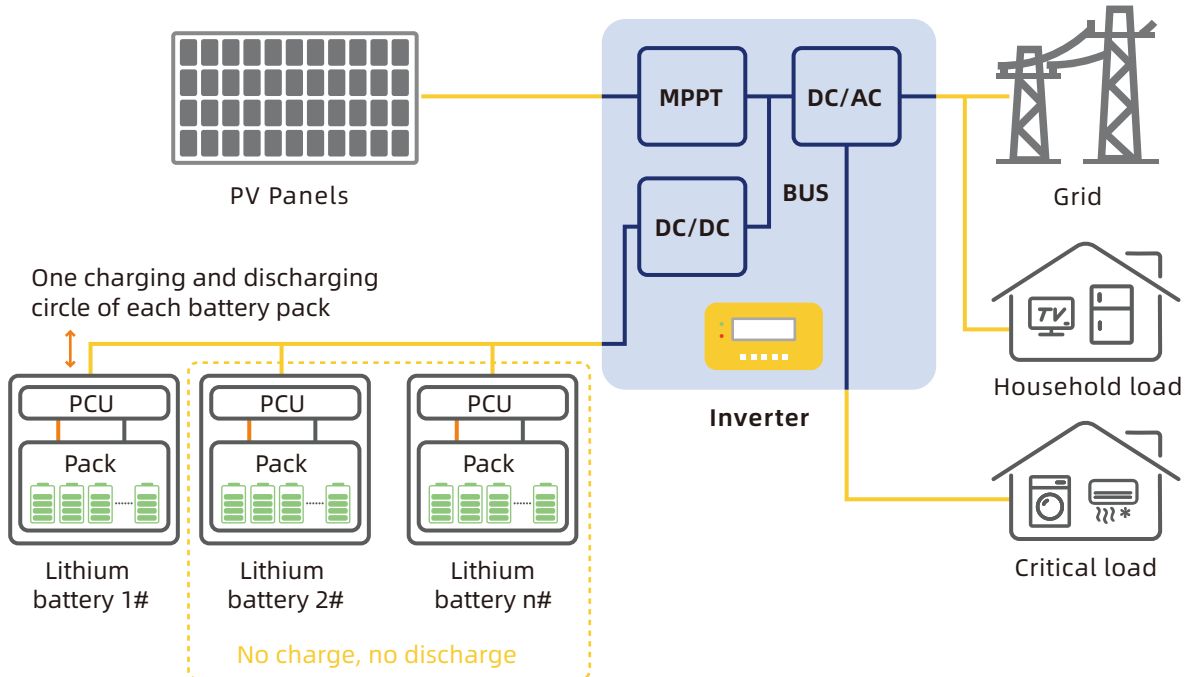 MPPT
DC/AC
PV Panels
BUS
Grid
DC/DC
One charging and discharging
circle of each battery pack
TV
Household load
Inverter
PCU
PCU
PCU
Pack
Pack
Pack
Critical load
Lithium
battery 1#
Lithium
battery 2#
Lithium
battery n#
No charge, no discharge